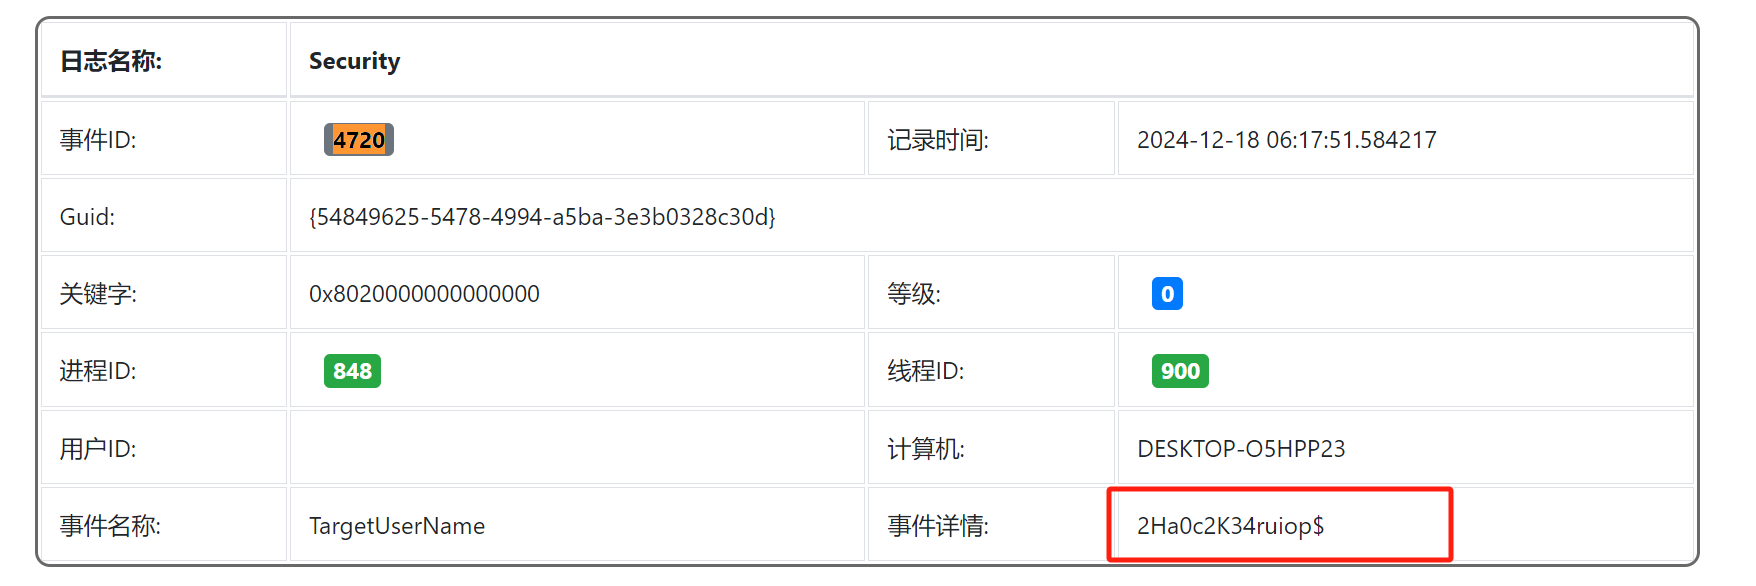 日志名称: Security
事件ID: 4720 记录时间: 2024-12-18 06:17:51.584217
Guid: {54849625-5478-4994-a5ba-3e3b0328c30d}
关键字: 0x8020000000000000 等级: 0
进程ID: 848 线程ID: 900
用户ID: 计算机: DESKTOP-O5HPP23
事件名称: TargetUserName 事件详情: 2Ha0c2K34ruiop$